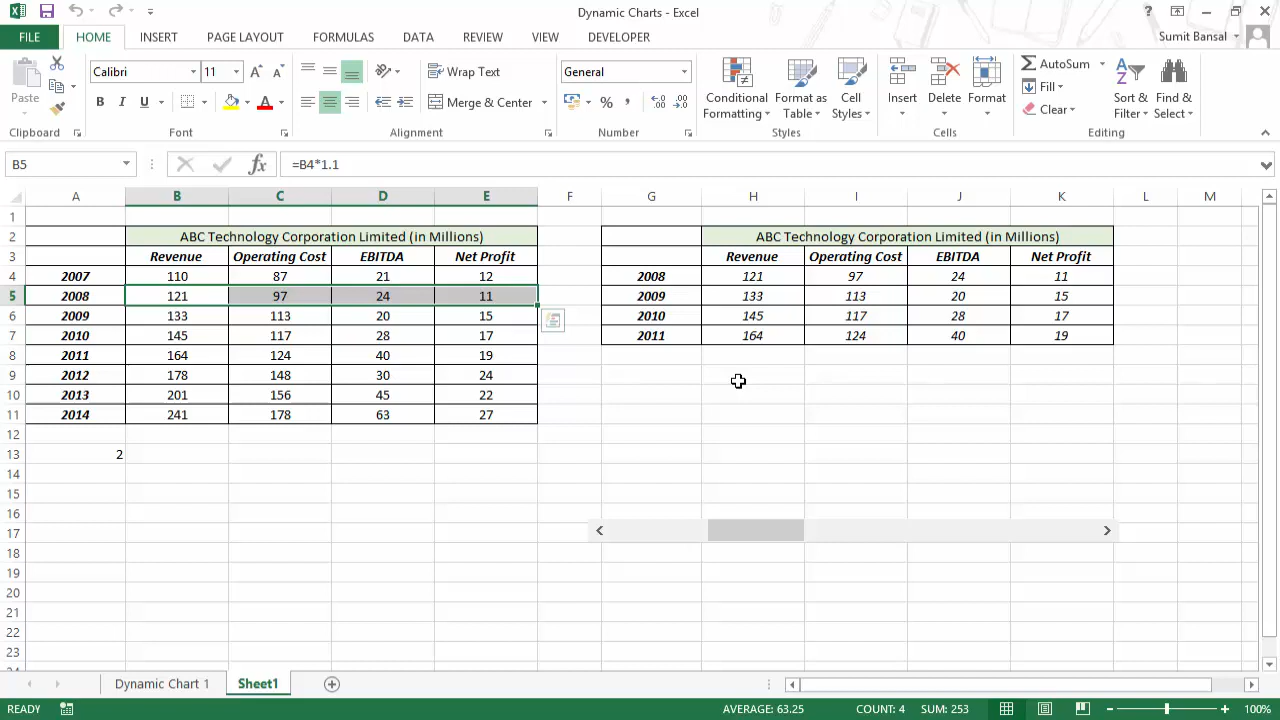 Dynamic Charts - Excel
?
FILE HOME INSERT PAGE LAYOUT FORMULAS DATA REVIEW VIEW DEVELOPER Sumit Bansal
Paste
Calibri 11 A A
B I U A
Wrap Text
Merge & Center
General
% ,
Conditional Formatting
Format as Table
Cell Styles
Insert Delete Format
AutoSum
Fill
Clear
Sort & Filter
Find & Select
Clipboard Font Alignment Number Styles Cells Editing
B5 fx =B4*1.1
A B C D E F G H I J K L M
1
2 ABC Technology Corporation Limited (in Millions) ABC Technology Corporation Limited (in Millions)
3 Revenue Operating Cost EBITDA Net Profit Revenue Operating Cost EBITDA Net Profit
4 2007 110 87 21 12 2008 121 97 24 11
5 2008 121 97 24 11 2009 133 113 20 15
6 2009 133 113 20 15 2010 145 117 28 17
7 2010 145 117 28 17 2011 164 124 40 19
8 2011 164 124 40 19
9 2012 178 148 30 24
10 2013 201 156 45 22
11 2014 241 178 63 27
12
13 2
14
15
16
17
18
19
20
21
22
23
24
Dynamic Chart 1 Sheet1
READY AVERAGE: 63.25 COUNT: 4 SUM: 253 100%